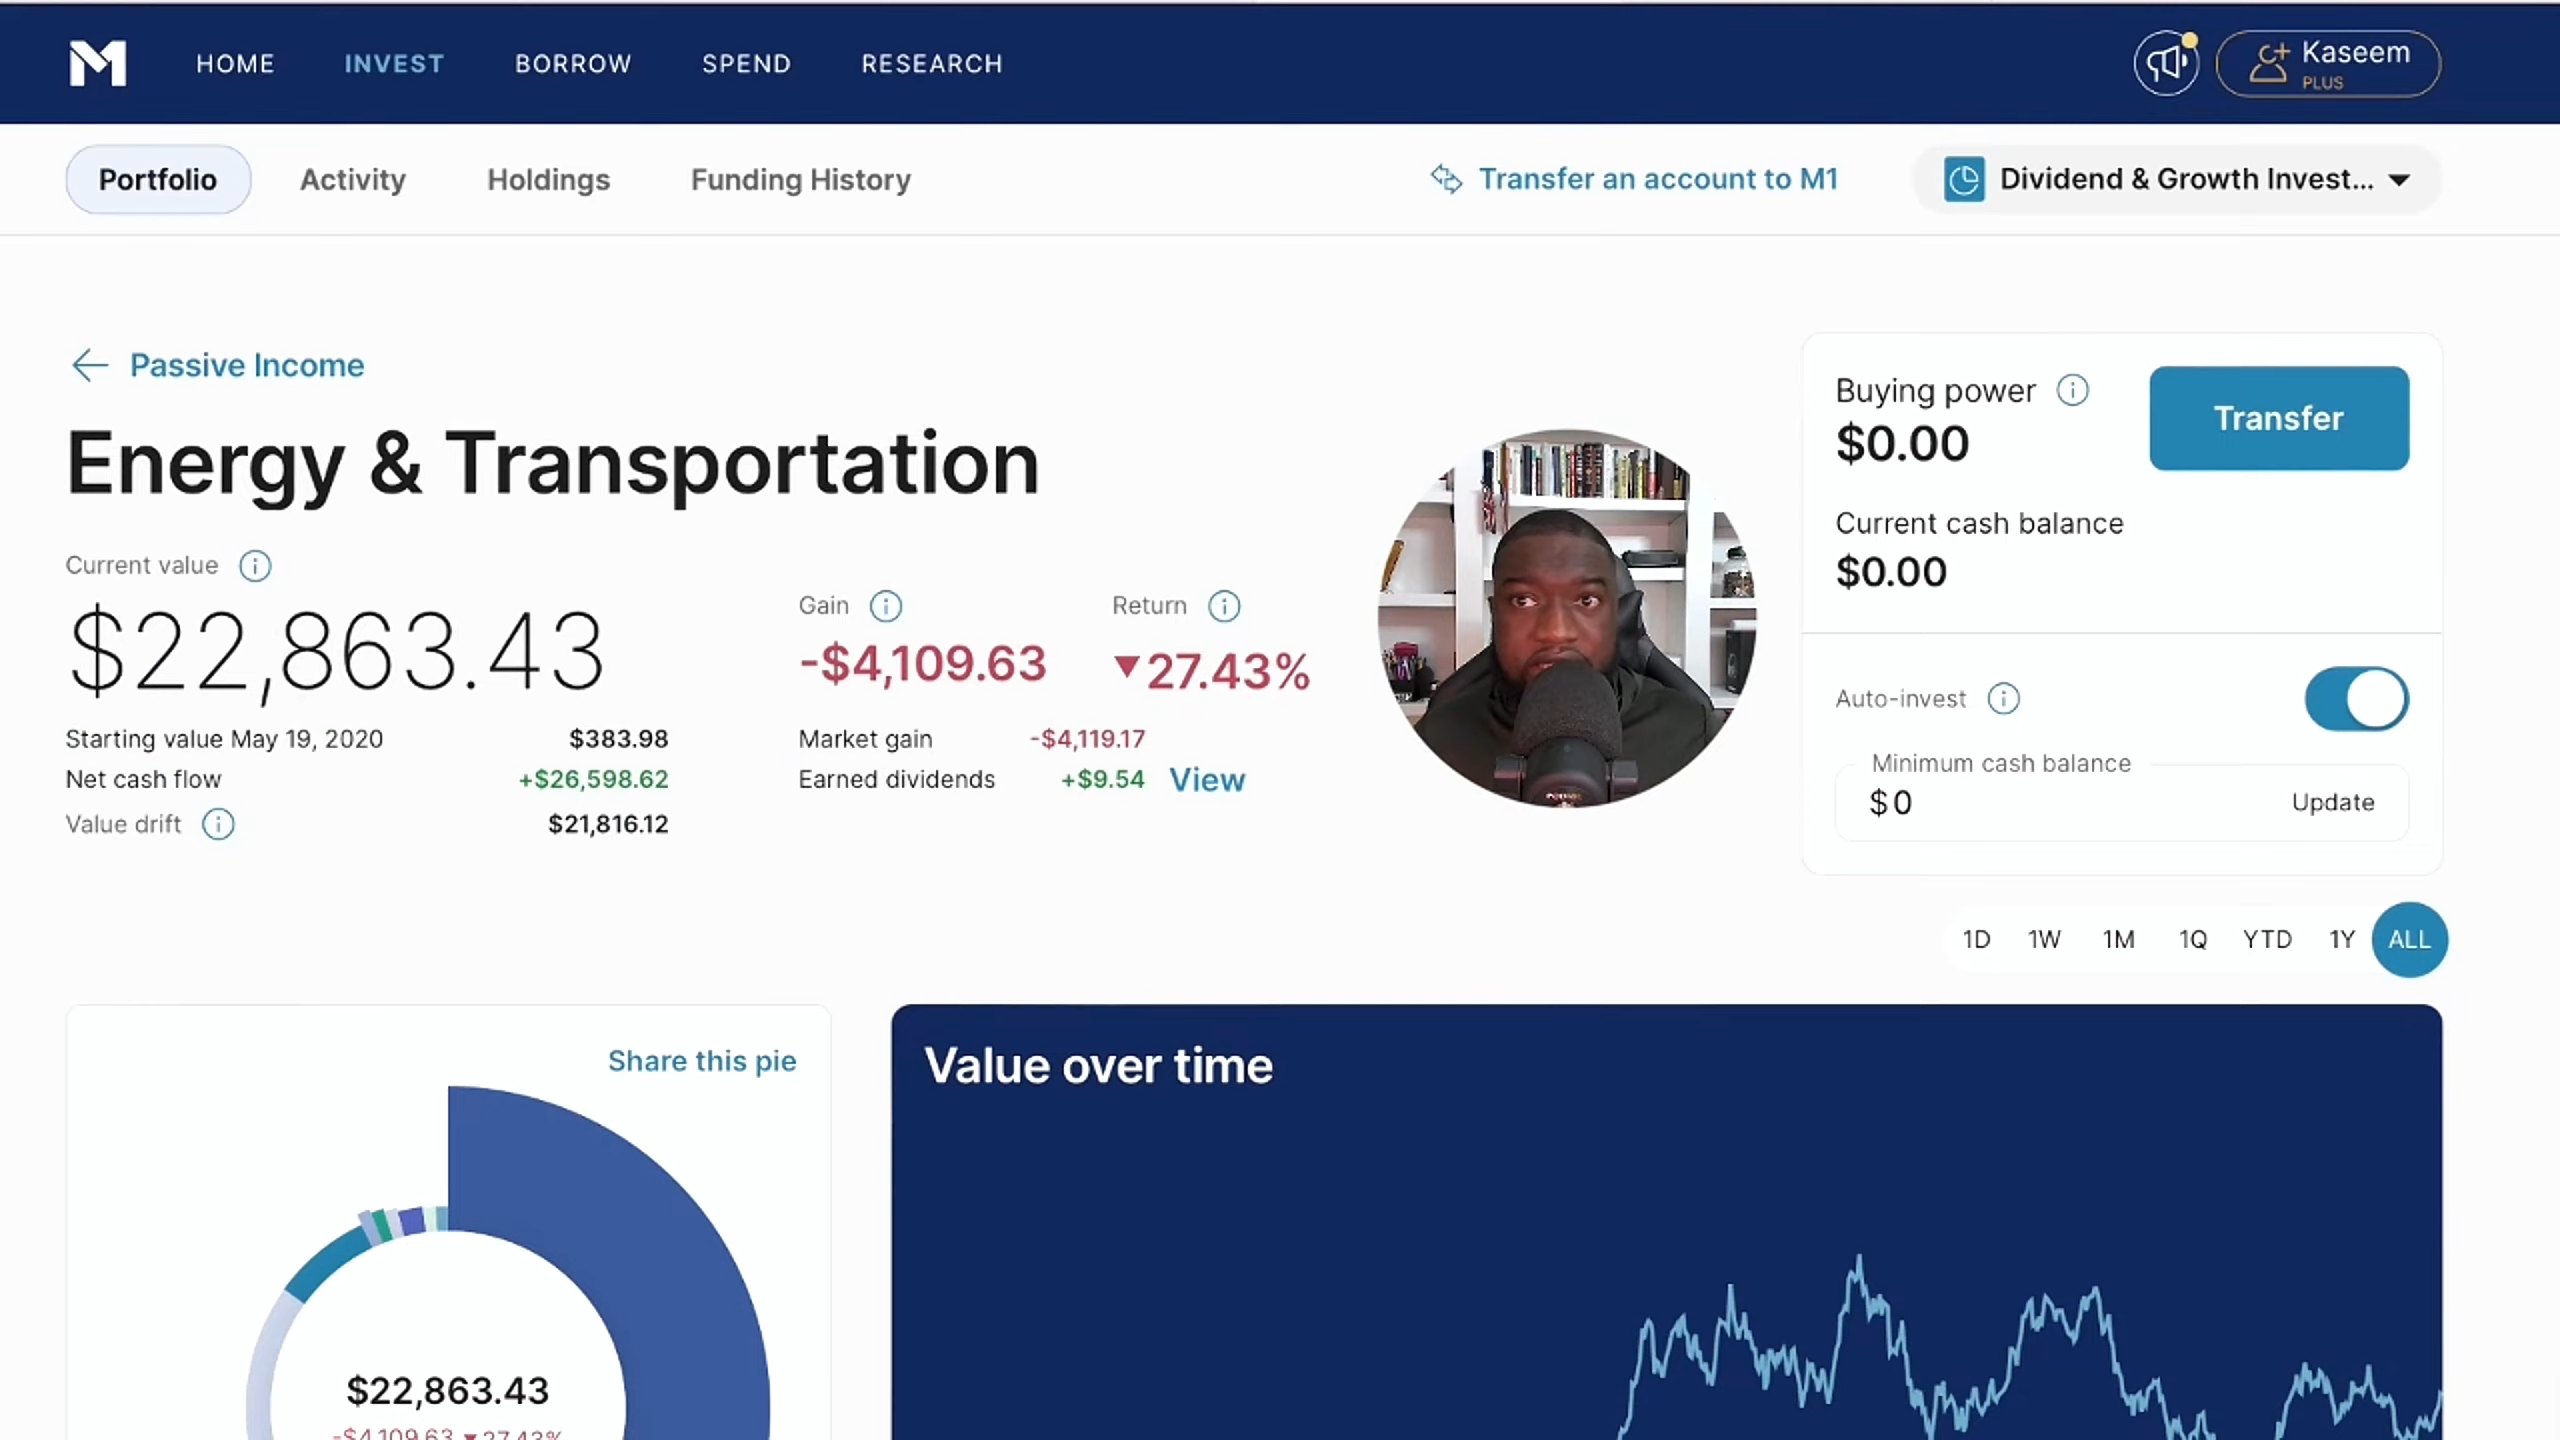 HOME INVEST BORROW SPEND RESEARCH
Kaseem
PLUS
Portfolio Activity Holdings Funding History Transfer an account to M1 Dividend & Growth Invest...
Passive Income
Energy & Transportation
Current value
$22,863.43
Starting value May 19, 2020 $383.98
Net cash flow +$26,598.62
Value drift $21,816.12
Gain Return
-$4,109.63 ▼27.43%
Market gain -$4,119.17
Earned dividends +$9.54 View
Buying power
$0.00
Transfer
Current cash balance
$0.00
Auto-invest
Minimum cash balance
$0 Update
1D 1W 1M 1Q YTD 1Y ALL
Share this pie
$22,863.43
-$4,109.63 ▼27.43%
Value over time